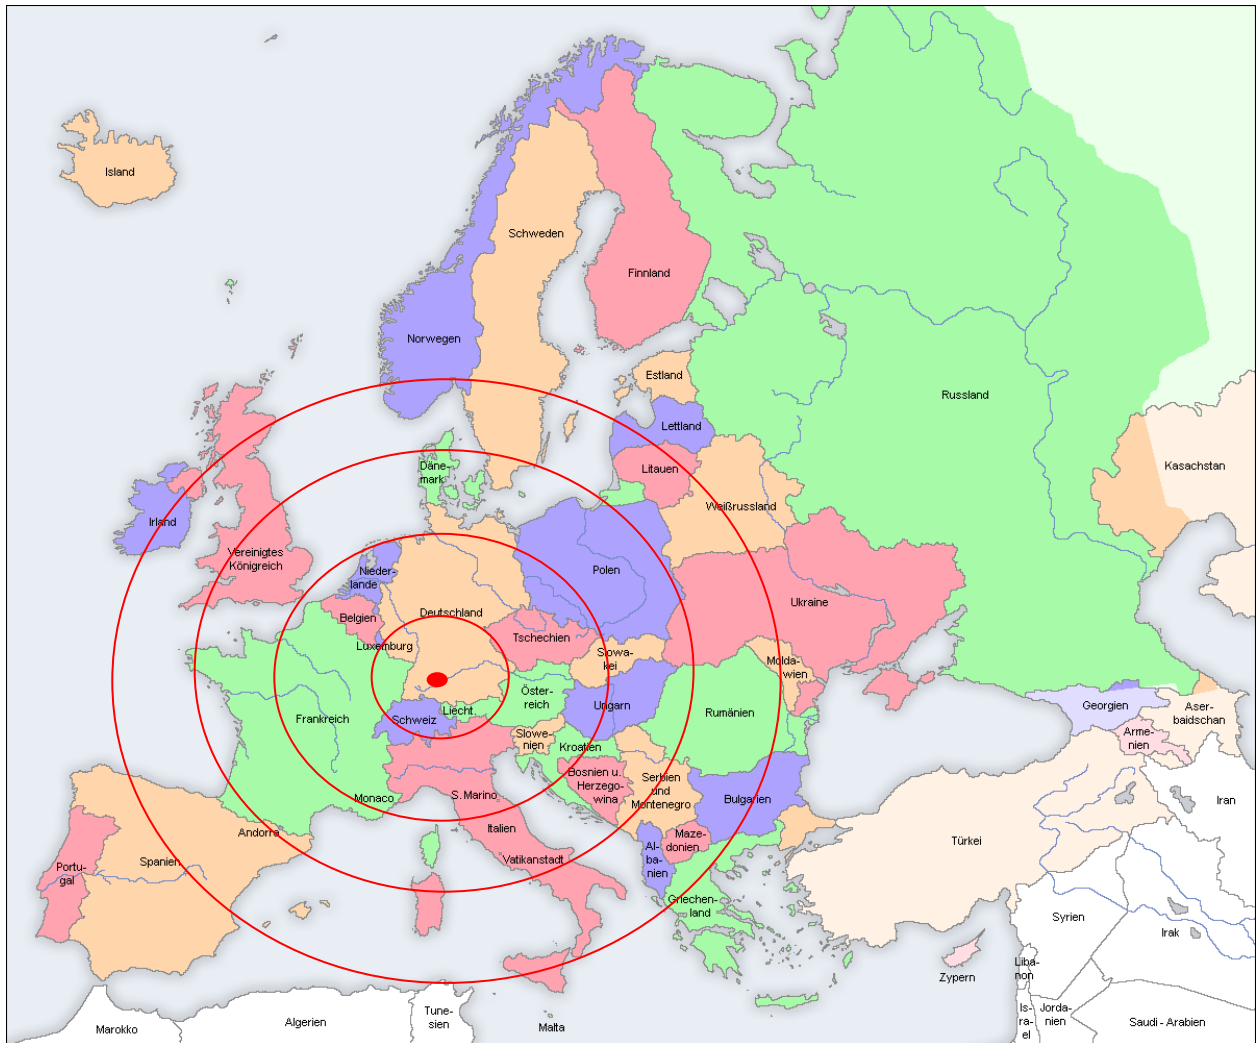 Island
Schweden
Finnland
Norwegen
Estland
Russland
Lettland
Däne-
mark
Litauen
Kasachstan
Weißrussland
Irland
Vereinigtes
Königreich
Nieder-
lande
Polen
Deutschland
Ukraine
Belgien
Tschechien
Luxemburg
Slowa-
kei
Molda-
wien
Öster-
reich
Liecht
Schweiz
Frankreich
Ungarn
Rumänien
Georgien
Aser-
baidschan
Arme-
nien
Slowe-
nien
Kroatien
Bosnien u.
Herzego-
wina
Serbien
und
Montenegro
Monaco
S. Marino
Bulgarien
Iran
Andorra
Italien
Maze-
donien
Türkei
Al-
ba-
nien
Vatikanstadt
Spanien
Portu-
gal
Griechen-
land
Syrien
Irak
Zypern
Liba-
non
Marokko
Algerien
Tune-
sien
Malta
Is-
ra-
el
Jorda-
nien
Saudi - Arabien